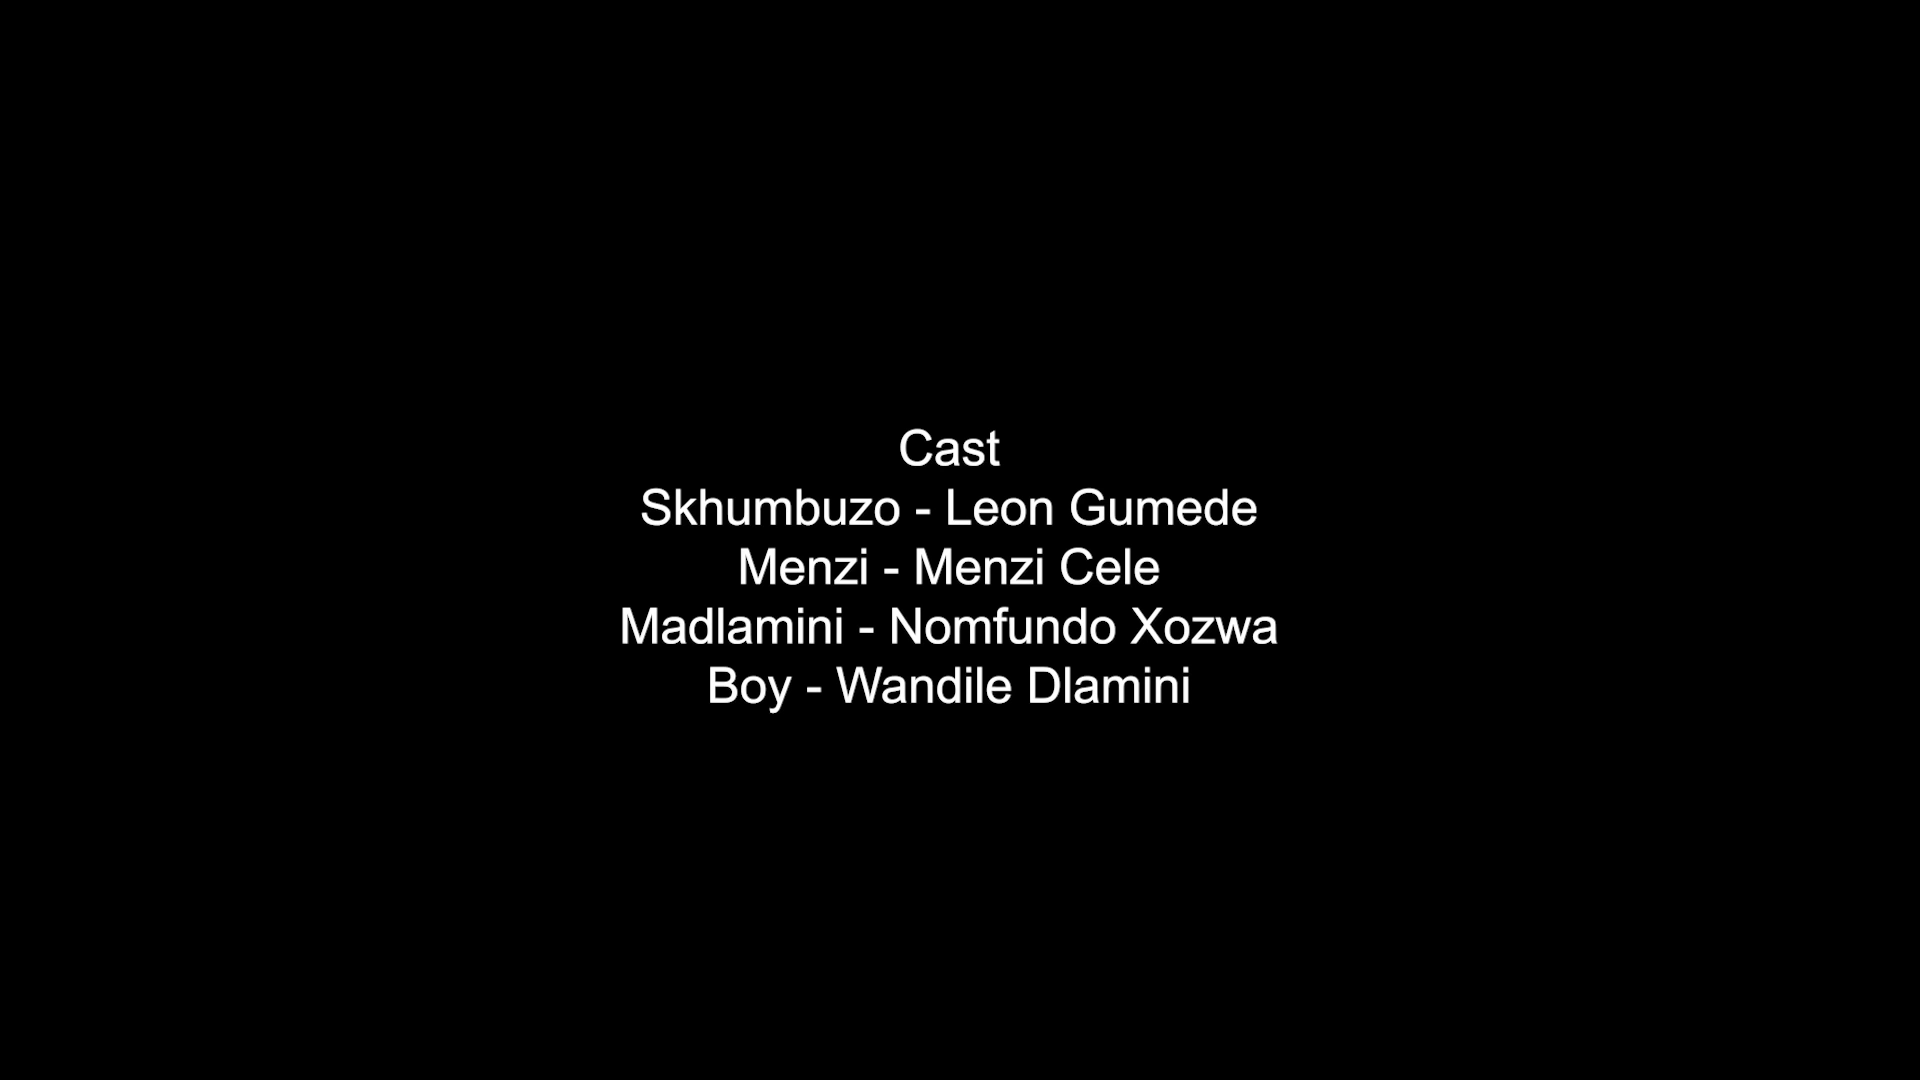 Cast
Skhumbuzo - Leon Gumede
Menzi - Menzi Cele
Madlamini - Nomfundo Xozwa
Boy - Wandile Dlamini